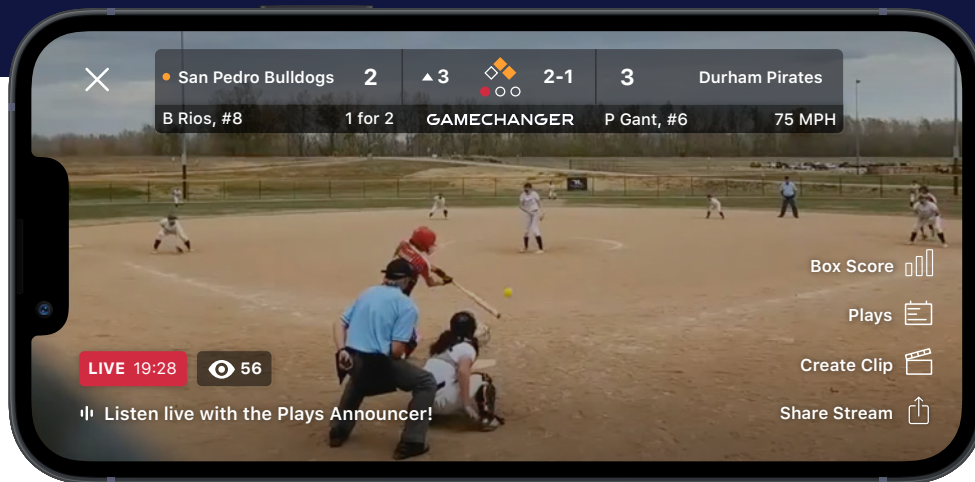 San Pedro Bulldogs 2 ▲3 2-1 3 Durham Pirates
B Rios, #8 1 for 2 GAMECHANGER P Gant, #6 75 MPH
Box Score
Plays
Create Clip
LIVE 19:28 56
Listen live with the Plays Announcer!
Share Stream